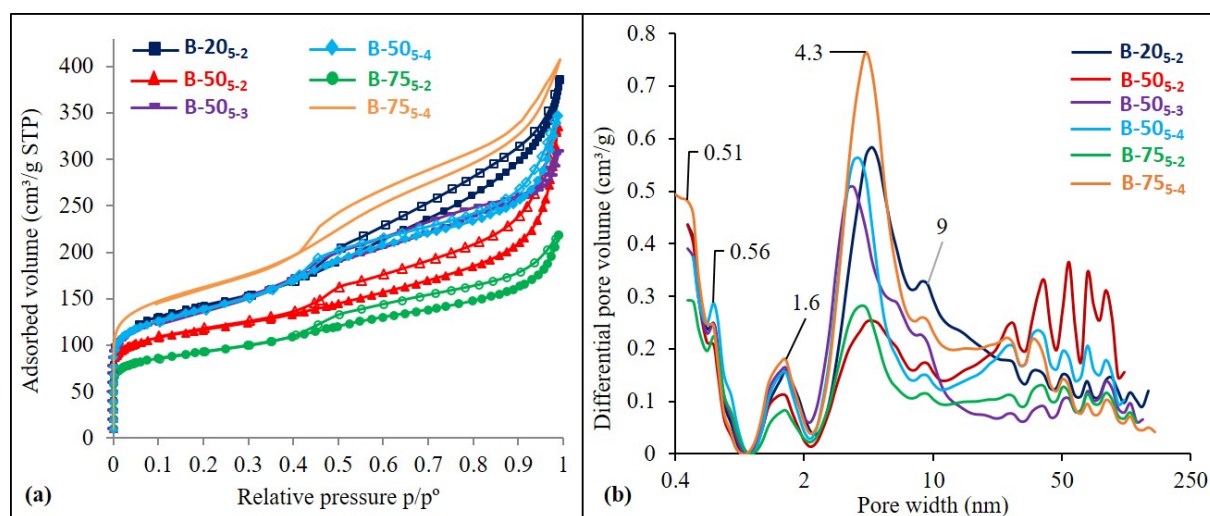 B-20₅₋₂
B-50₅₋₄
B-50₅₋₂
B-75₅₋₂
B-50₅₋₃
B-75₅₋₄
Adsorbed volume (cm³/g STP)
400
350
300
250
200
150
100
50
0
0 0.1 0.2 0.3 0.4 0.5 0.6 0.7 0.8 0.9 1
Relative pressure p/pº
(a)
Differential pore volume (cm³/g)
0.8
0.7
0.6
0.5
0.4
0.3
0.2
0.1
0
4.3
0.51
0.56
1.6
9
B-20₅₋₂
B-50₅₋₂
B-50₅₋₃
B-50₅₋₄
B-75₅₋₂
B-75₅₋₄
0.4 2 10 50 250
Pore width (nm)
(b)